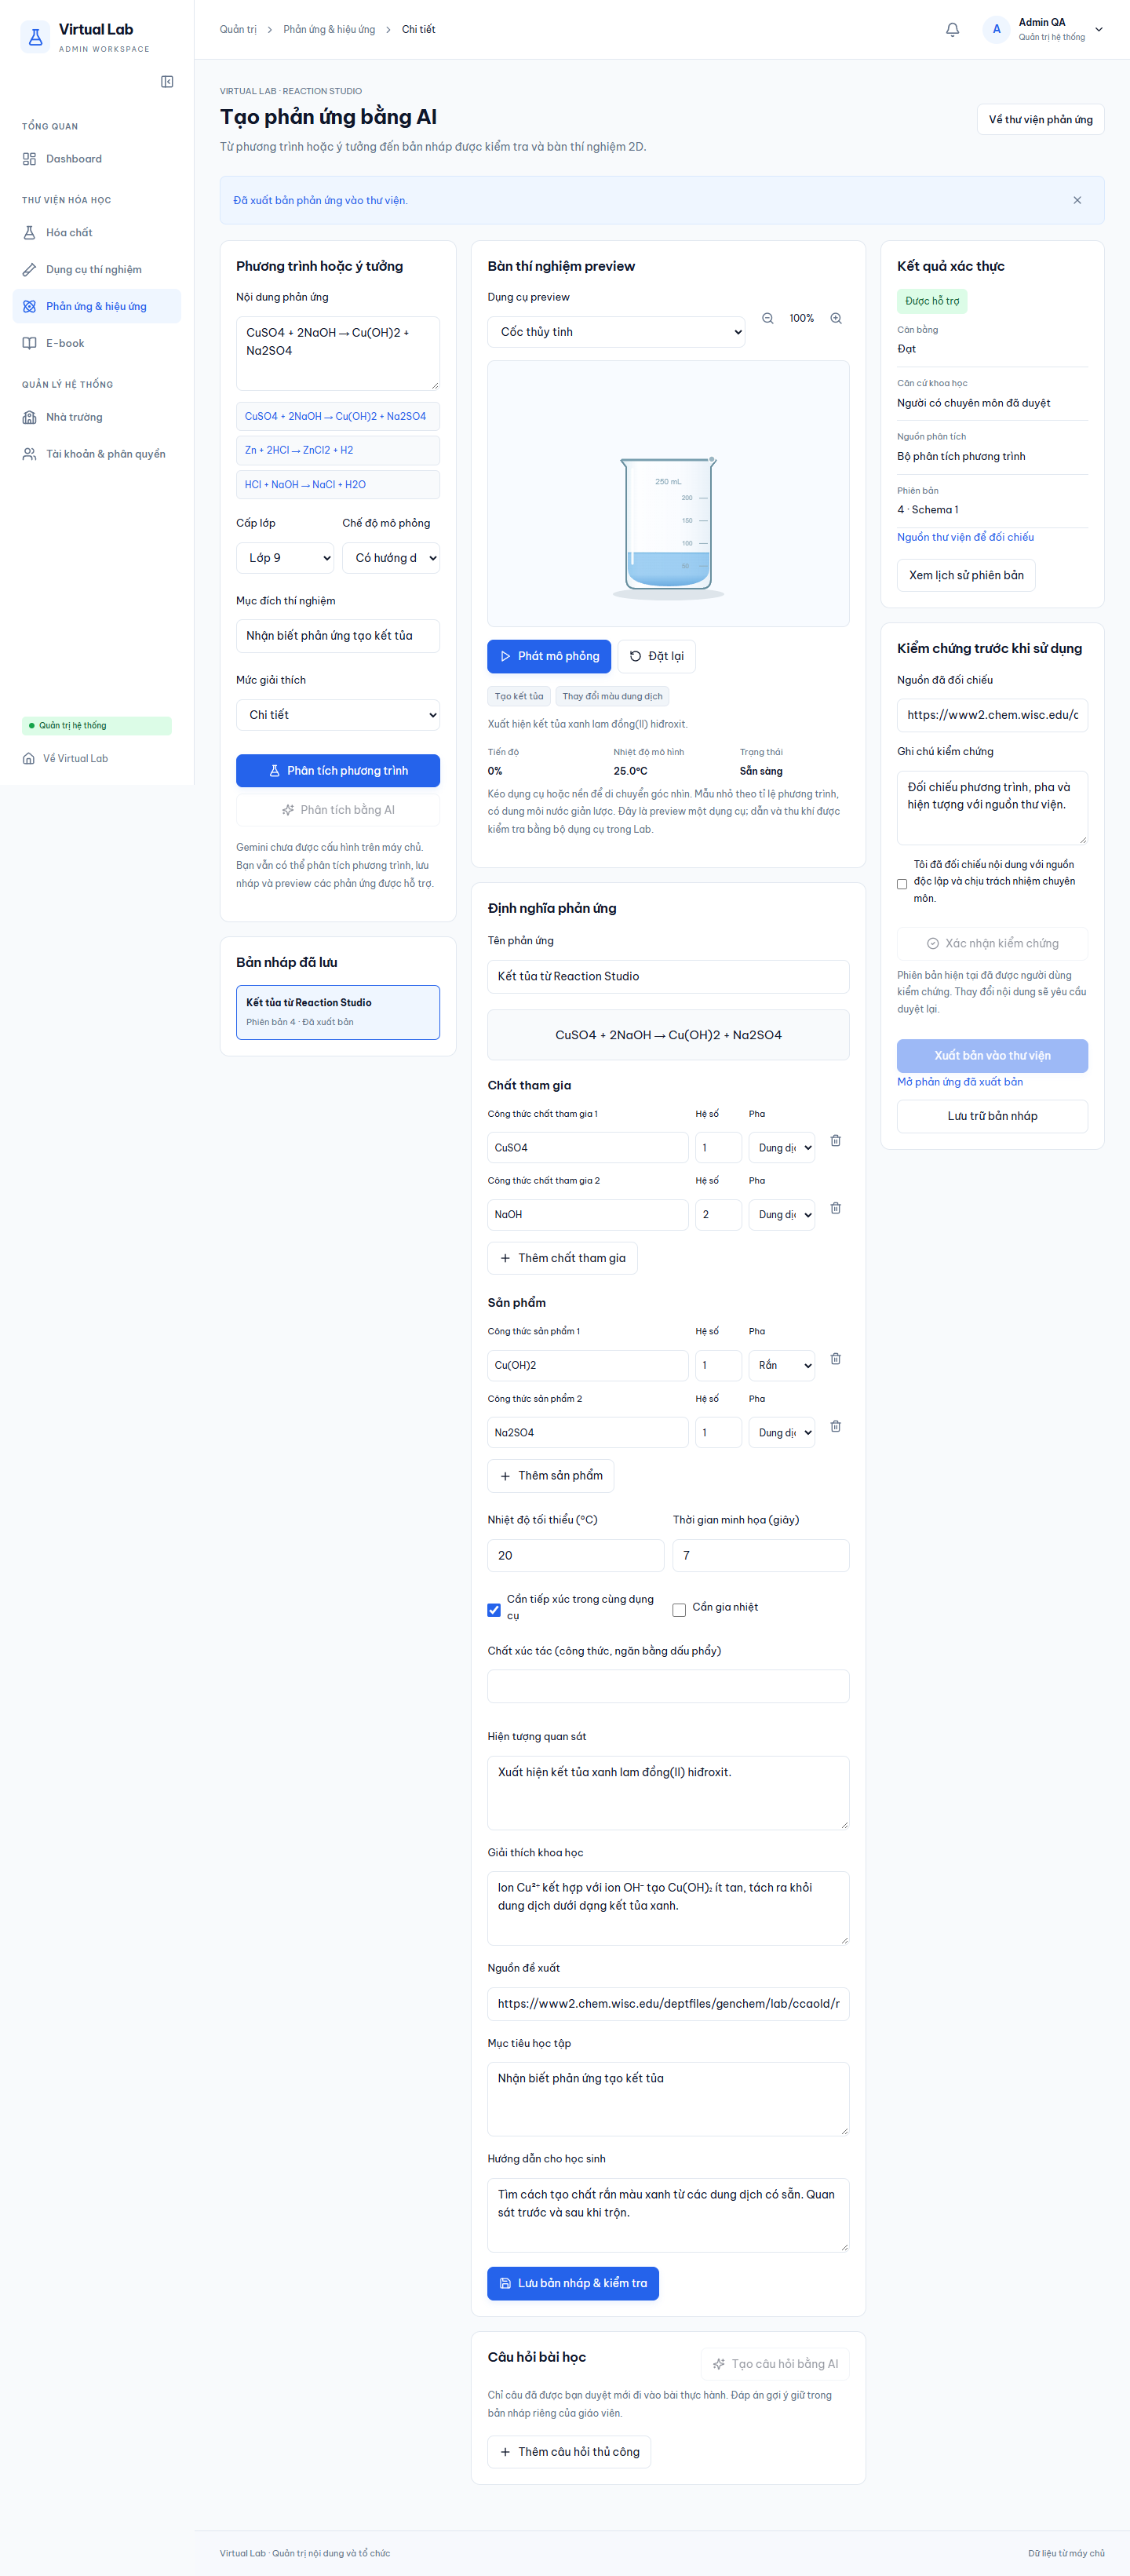 Virtual Lab
ADMIN WORKSPACE
TỔNG QUAN
Dashboard
THƯ VIỆN HÓA HỌC
Hóa chất
Dụng cụ thí nghiệm
Phản ứng & hiệu ứng
E-book
QUẢN LÝ HỆ THỐNG
Nhà trường
Tài khoản & phân quyền
Quản trị hệ thống
Về Virtual Lab
Quản trị
Phản ứng & hiệu ứng
Chi tiết
A
Admin QA
Quản trị hệ thống
VIRTUAL LAB · REACTION STUDIO
Tạo phản ứng bằng AI
Từ phương trình hoặc ý tưởng đến bản nháp được kiểm tra và bàn thí nghiệm 2D.
Về thư viện phản ứng
Đã xuất bản phản ứng vào thư viện.
Phương trình hoặc ý tưởng
Nội dung phản ứng
CuSO4 + 2NaOH → Cu(OH)2 +
Na2SO4
CuSO4 + 2NaOH → Cu(OH)2 + Na2SO4
Zn + 2HCl → ZnCl2 + H2
HCl + NaOH → NaCl + H2O
Cấp lớp
Chế độ mô phỏng
Lớp 9
Có hướng d
Mục đích thí nghiệm
Nhận biết phản ứng tạo kết tủa
Mức giải thích
Chi tiết
Phân tích phương trình
Phân tích bằng AI
Gemini chưa được cấu hình trên máy chủ.
Bạn vẫn có thể phân tích phương trình, lưu
nháp và preview các phản ứng được hỗ trợ.
Bản nháp đã lưu
Kết tủa từ Reaction Studio
Phiên bản 4 · Đã xuất bản
Bàn thí nghiệm preview
Dụng cụ preview
Cốc thủy tinh
100%
250 mL
200
150
100
50
Phát mô phỏng
Đặt lại
Tạo kết tủa
Thay đổi màu dung dịch
Xuất hiện kết tủa xanh lam đồng(II) hiđroxit.
Tiến độ
Nhiệt độ mô hình
Trạng thái
0%
25.0°C
Sẵn sàng
Kéo dụng cụ hoặc nền để di chuyển góc nhìn. Mẫu nhỏ theo tỉ lệ phương trình,
có dung môi nước giản lược. Đây là preview một dụng cụ; dẫn và thu khí được
kiểm tra bằng bộ dụng cụ trong Lab.
Định nghĩa phản ứng
Tên phản ứng
Kết tủa từ Reaction Studio
CuSO4 + 2NaOH → Cu(OH)2 + Na2SO4
Chất tham gia
Công thức chất tham gia 1
Hệ số
Pha
CuSO4
1
Dung dịc
Công thức chất tham gia 2
Hệ số
Pha
NaOH
2
Dung dịc
Thêm chất tham gia
Sản phẩm
Công thức sản phẩm 1
Hệ số
Pha
Cu(OH)2
1
Rắn
Công thức sản phẩm 2
Hệ số
Pha
Na2SO4
1
Dung dịc
Thêm sản phẩm
Nhiệt độ tối thiểu (°C)
Thời gian minh họa (giây)
20
7
Cần tiếp xúc trong cùng dụng
cụ
Cần gia nhiệt
Chất xúc tác (công thức, ngăn bằng dấu phẩy)
Hiện tượng quan sát
Xuất hiện kết tủa xanh lam đồng(II) hiđroxit.
Giải thích khoa học
Ion Cu²⁺ kết hợp với ion OH⁻ tạo Cu(OH)₂ ít tan, tách ra khỏi
dung dịch dưới dạng kết tủa xanh.
Nguồn đề xuất
https://www2.chem.wisc.edu/deptfiles/genchem/lab/ccaold/r
Mục tiêu học tập
Nhận biết phản ứng tạo kết tủa
Hướng dẫn cho học sinh
Tìm cách tạo chất rắn màu xanh từ các dung dịch có sẵn. Quan
sát trước và sau khi trộn.
Lưu bản nháp & kiểm tra
Câu hỏi bài học
Tạo câu hỏi bằng AI
Chỉ câu đã được bạn duyệt mới đi vào bài thực hành. Đáp án gợi ý giữ trong
bản nháp riêng của giáo viên.
Thêm câu hỏi thủ công
Kết quả xác thực
Được hỗ trợ
Cân bằng
Đạt
Căn cứ khoa học
Người có chuyên môn đã duyệt
Nguồn phân tích
Bộ phân tích phương trình
Phiên bản
4 · Schema 1
Nguồn thư viện để đối chiếu
Xem lịch sử phiên bản
Kiểm chứng trước khi sử dụng
Nguồn đã đối chiếu
https://www2.chem.wisc.edu/c
Ghi chú kiểm chứng
Đối chiếu phương trình, pha và
hiện tượng với nguồn thư viện.
Tôi đã đối chiếu nội dung với nguồn
độc lập và chịu trách nhiệm chuyên
môn.
Xác nhận kiểm chứng
Phiên bản hiện tại đã được người dùng
kiểm chứng. Thay đổi nội dung sẽ yêu cầu
duyệt lại.
Xuất bản vào thư viện
Mở phản ứng đã xuất bản
Lưu trữ bản nháp
Virtual Lab · Quản trị nội dung và tổ chức
Dữ liệu từ máy chủ